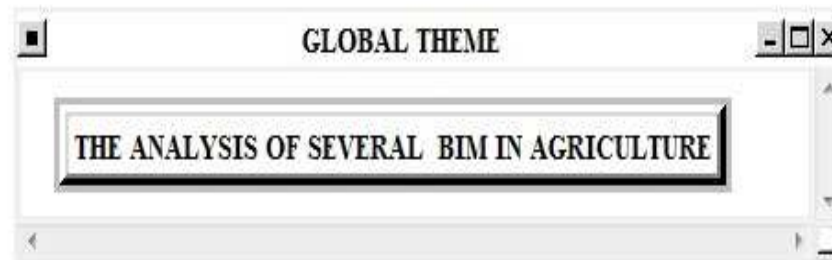 GLOBAL THEME
THE ANALYSIS OF SEVERAL BIM IN AGRICULTURE